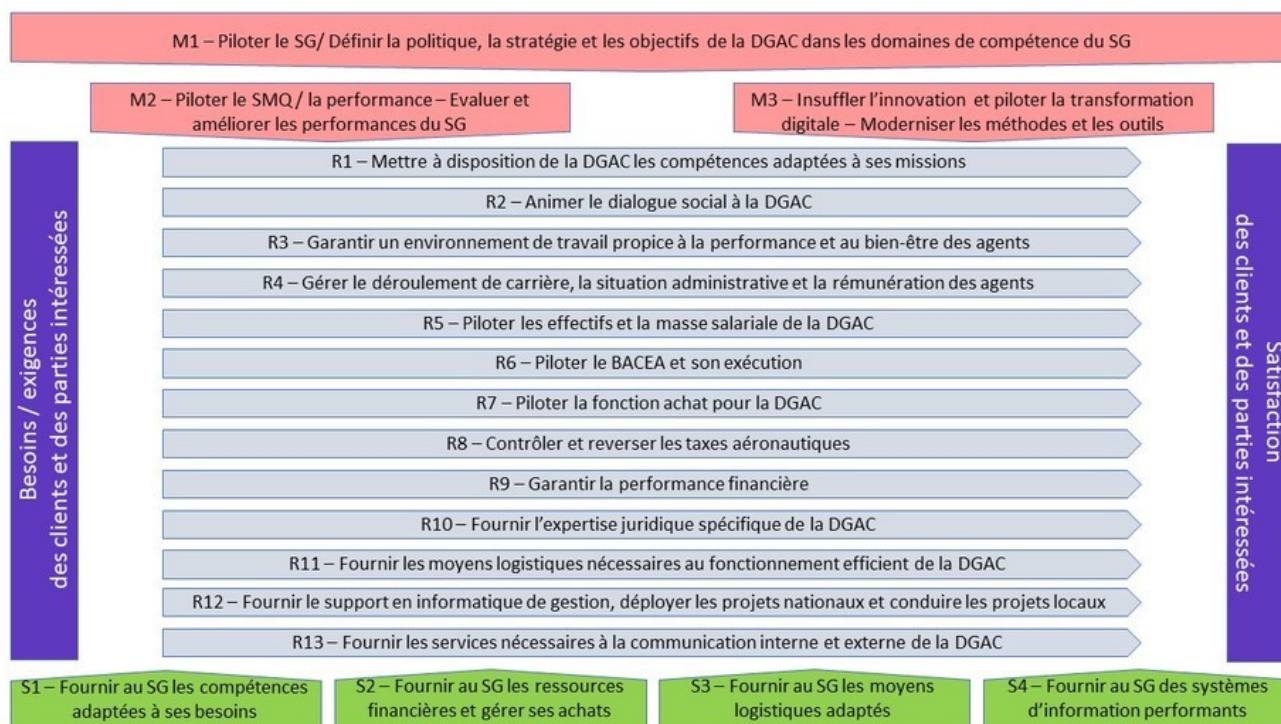 M1 – Piloter le SG/ Définir la politique, la stratégie et les objectifs de la DGAC dans les domaines de compétence du SG
M2 – Piloter le SMQ / la performance – Evaluer et
améliorer les performances du SG
M3 – Insuffler l’innovation et piloter la transformation
digitale – Moderniser les méthodes et les outils
Besoins / exigences
des clients et des parties intéressées
R1 – Mettre à disposition de la DGAC les compétences adaptées à ses missions
R2 – Animer le dialogue social à la DGAC
R3 – Garantir un environnement de travail propice à la performance et au bien-être des agents
R4 – Gérer le déroulement de carrière, la situation administrative et la rémunération des agents
R5 – Piloter les effectifs et la masse salariale de la DGAC
R6 – Piloter le BACEA et son exécution
R7 – Piloter la fonction achat pour la DGAC
R8 – Contrôler et reverser les taxes aéronautiques
R9 – Garantir la performance financière
R10 – Fournir l’expertise juridique spécifique de la DGAC
R11 – Fournir les moyens logistiques nécessaires au fonctionnement efficient de la DGAC
R12 – Fournir le support en informatique de gestion, déployer les projets nationaux et conduire les projets locaux
R13 – Fournir les services nécessaires à la communication interne et externe de la DGAC
Satisfaction
des clients et des parties intéressées
S1 – Fournir au SG les compétences
adaptées à ses besoins
S2 – Fournir au SG les ressources
financières et gérer ses achats
S3 – Fournir au SG les moyens
logistiques adaptés
S4 – Fournir au SG des systèmes
d’information performants